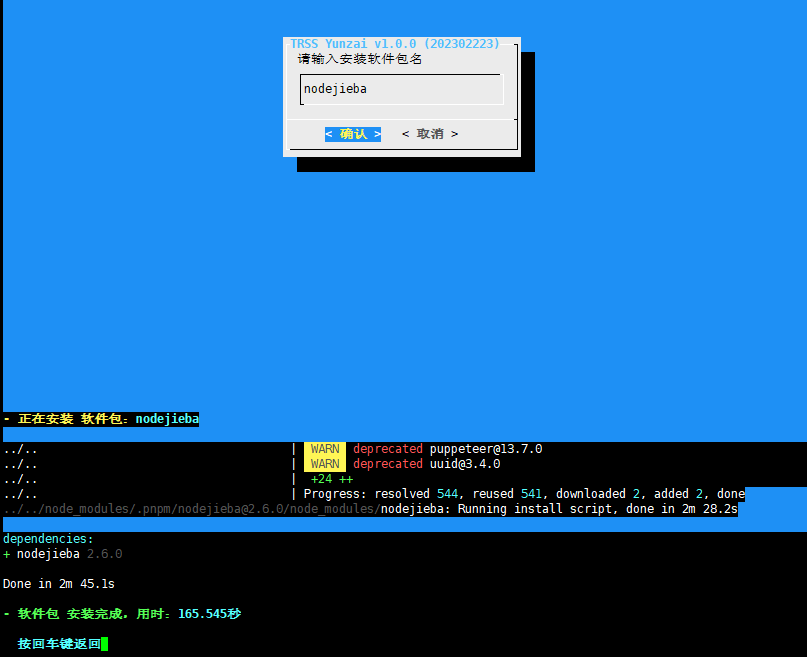 TRSS Yunzai v1.0.0 (202302223)
请输入安装软件包名
nodejieba
< 确认 > < 取消 >
- 正在安装 软件包：nodejieba
../.. | WARN deprecated puppeteer@13.7.0
../.. | WARN deprecated uuid@3.4.0
../.. | +24 ++
../.. | Progress: resolved 544, reused 541, downloaded 2, added 2, done
../../node_modules/.pnpm/nodejieba@2.6.0/node_modules/nodejieba: Running install script, done in 2m 28.2s
dependencies:
+ nodejieba 2.6.0
Done in 2m 45.1s
- 软件包 安装完成，用时：165.545秒
按回车键返回